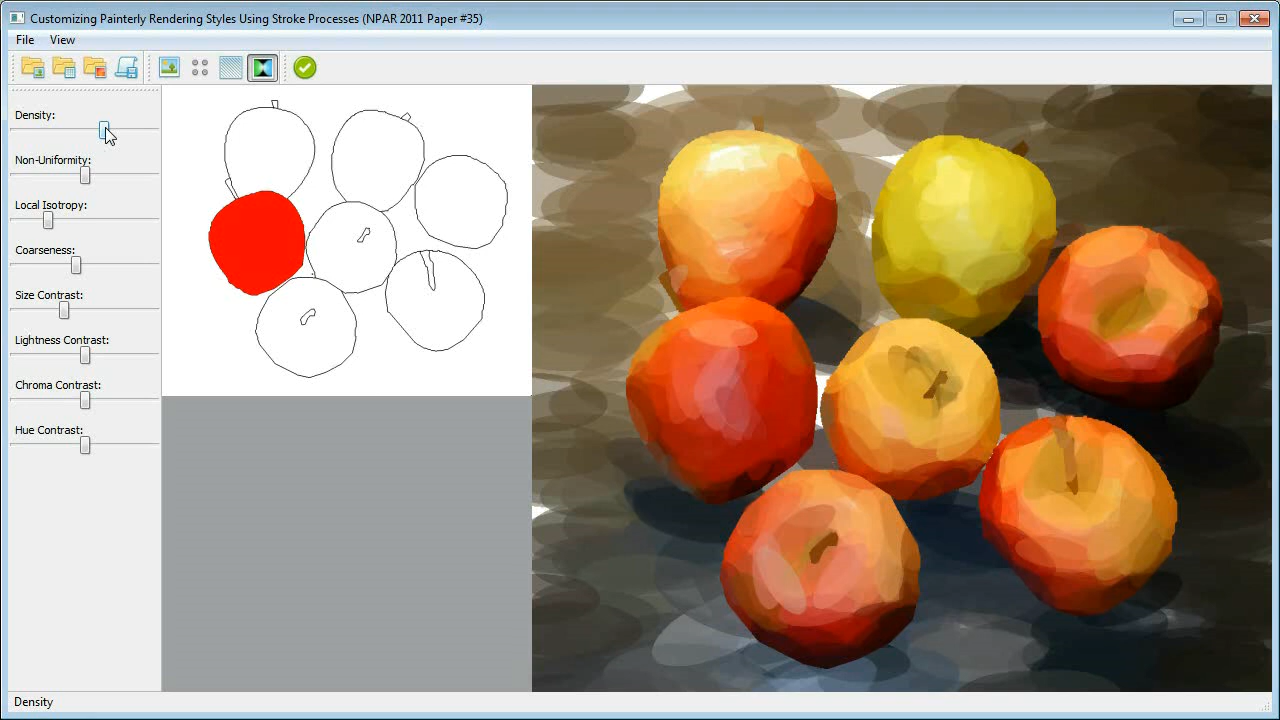 Customizing Painterly Rendering Styles Using Stroke Processes (NPAR 2011 Paper #35)
File View
Density:
Non-Uniformity:
Local Isotropy:
Coarseness:
Size Contrast:
Lightness Contrast:
Chroma Contrast:
Hue Contrast:
Density